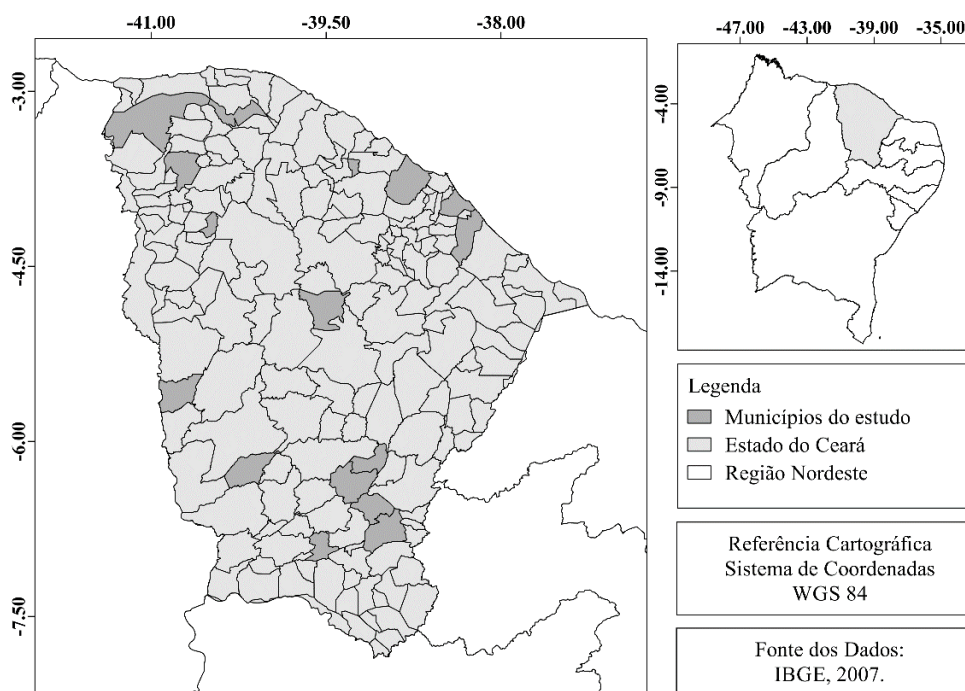 -41.00 -39.50 -38.00
-3.00
-4.50
-6.00
-7.50
-47.00 -43.00 -39.00 -35.00
-4.00
-9.00
-14.00
Legenda
Municípios do estudo
Estado do Ceará
Região Nordeste
Referência Cartográfica
Sistema de Coordenadas
WGS 84
Fonte dos Dados:
IBGE, 2007.